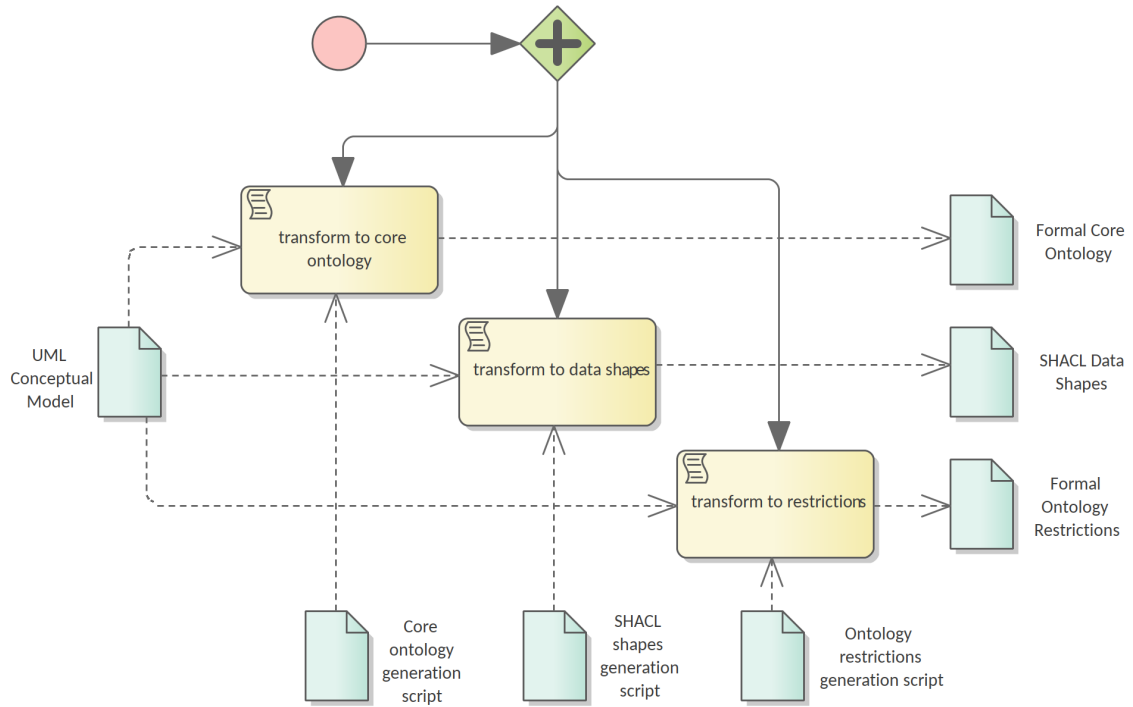 transform to core
ontology
Formal Core
Ontology
UML
Conceptual
Model
transform to data shapes
SHACL Data
Shapes
transform to restrictions
Formal
Ontology
Restrictions
Core
ontology
generation
script
SHACL
shapes
generation
script
Ontology
restrictions
generation script